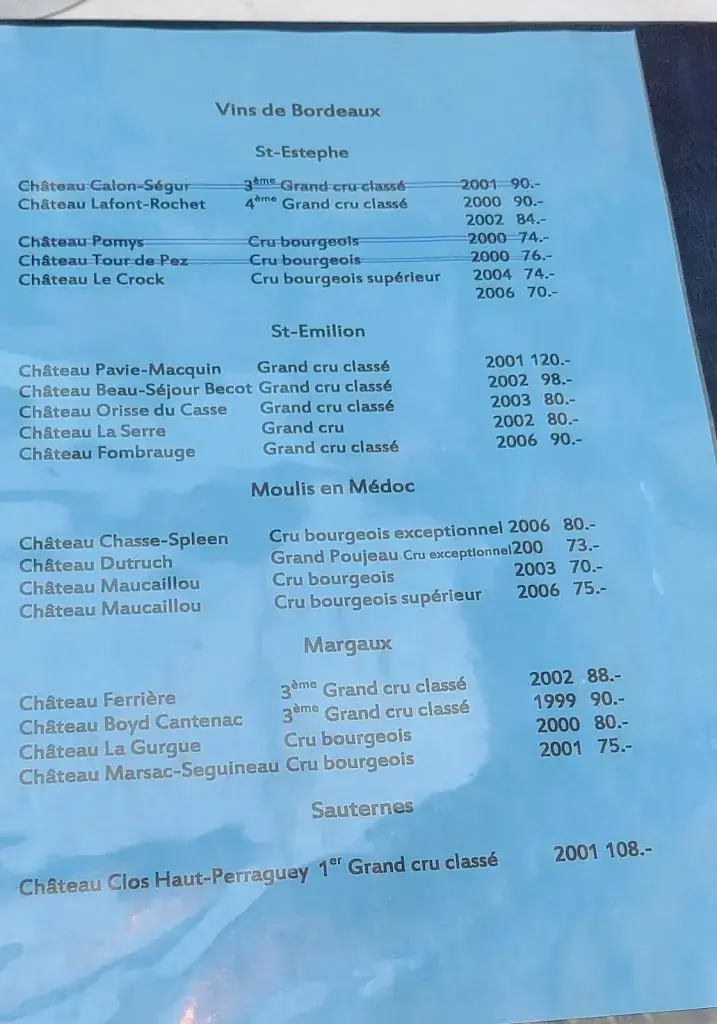 Vins de Bordeaux
St-Estephe
Château Calon-Ségur 3ème Grand cru classé 2001 90.-
Château Lafont-Rochet 4ème Grand cru classé 2000 90.-
2002 84.-
Château Pomys Cru bourgeois 2000 74.-
Château Tour de Pez Cru bourgeois 2000 76.-
Château Le Crock Cru bourgeois supérieur 2004 74.-
2006 70.-
St-Emilion
Château Pavie-Macquin Grand cru classé 2001 120.-
Château Beau-Séjour Becot Grand cru classé 2002 98.-
Château Orisse du Casse Grand cru classé 2003 80.-
Château La Serre Grand cru 2002 80.-
Château Fombrauge Grand cru classé 2006 90.-
Moulis en Médoc
Château Chasse-Spleen Cru bourgeois exceptionnel 2006 80.-
Château Dutruch Grand Poujeau Cru exceptionnel 200 73.-
Château Maucaillou Cru bourgeois 2003 70.-
Château Maucaillou Cru bourgeois supérieur 2006 75.-
Margaux
Château Ferrière 3ème Grand cru classé 2002 88.-
Château Boyd Cantenac 3ème Grand cru classé 1999 90.-
Château La Gurgue Cru bourgeois 2000 80.-
Château Marsac-Seguineau Cru bourgeois 2001 75.-
Sauternes
Château Clos Haut-Perraguey 1er Grand cru classé 2001 108.-